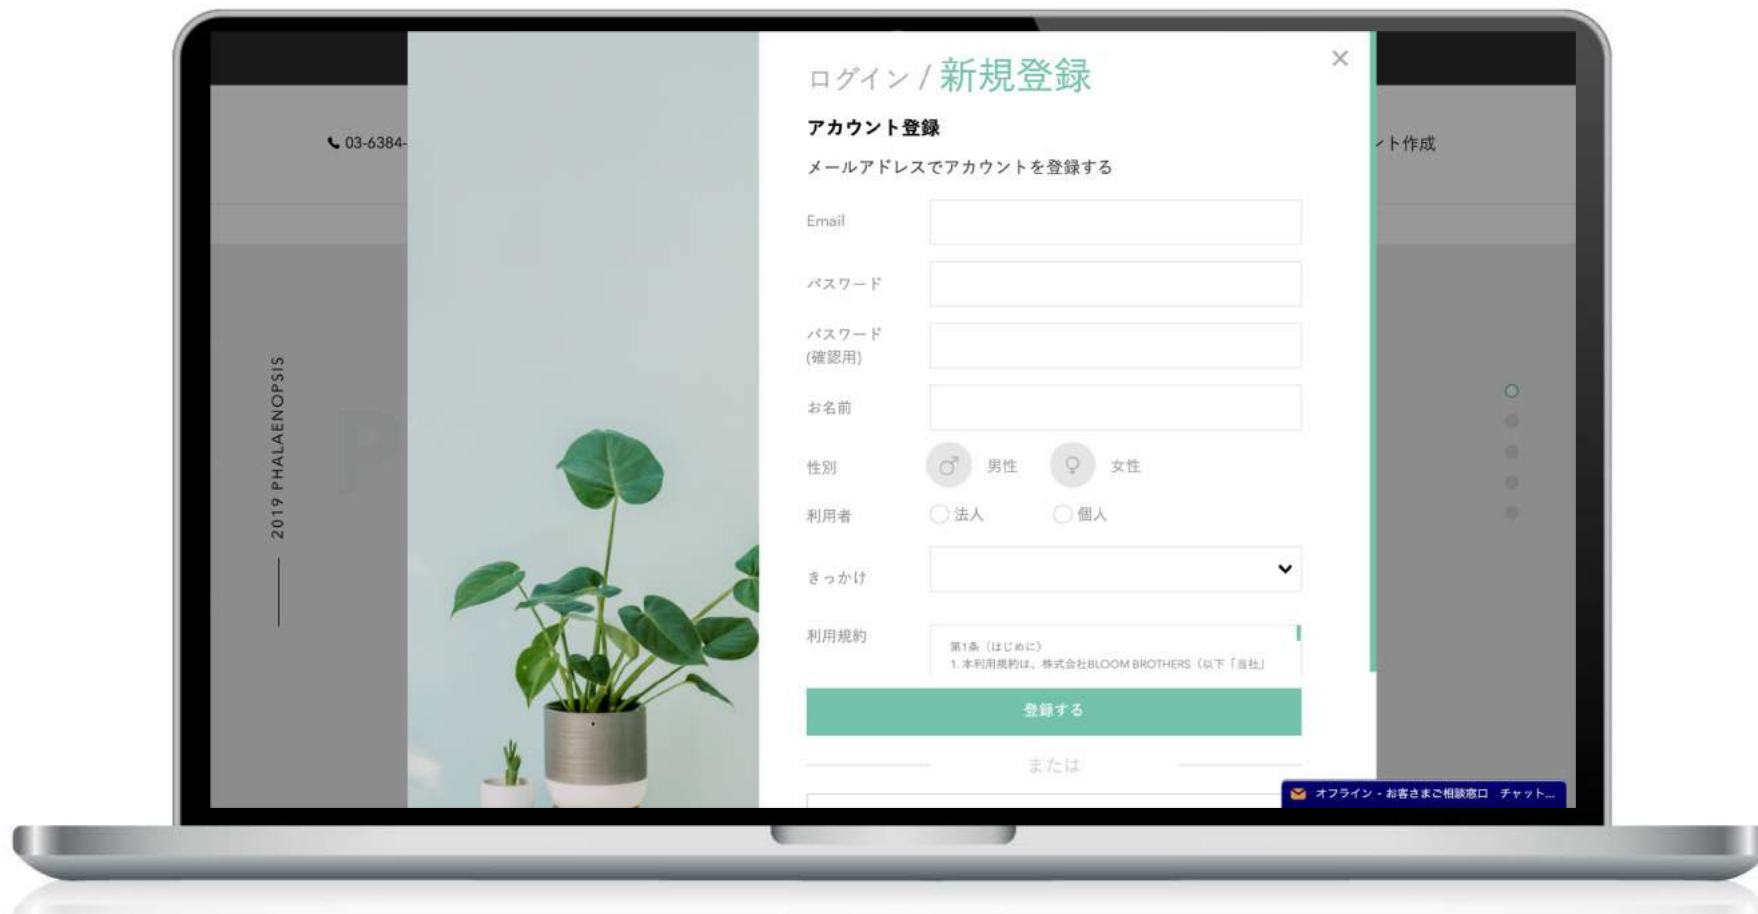 ログイン / 新規登録
アカウント登録
メールアドレスでアカウントを登録する
Email
パスワード
パスワード
(確認用)
お名前
性別 男性 女性
利用者 法人 個人
きっかけ
利用規約
第1条（はじめに）
1. 本利用規約は、株式会社BLOOM BROTHERS（以下「当社」
登録する
または
03-6384-
ント作成
2019 PHALAENOPSIS
P
オフライン - お客さまご相談窓口 チャット...